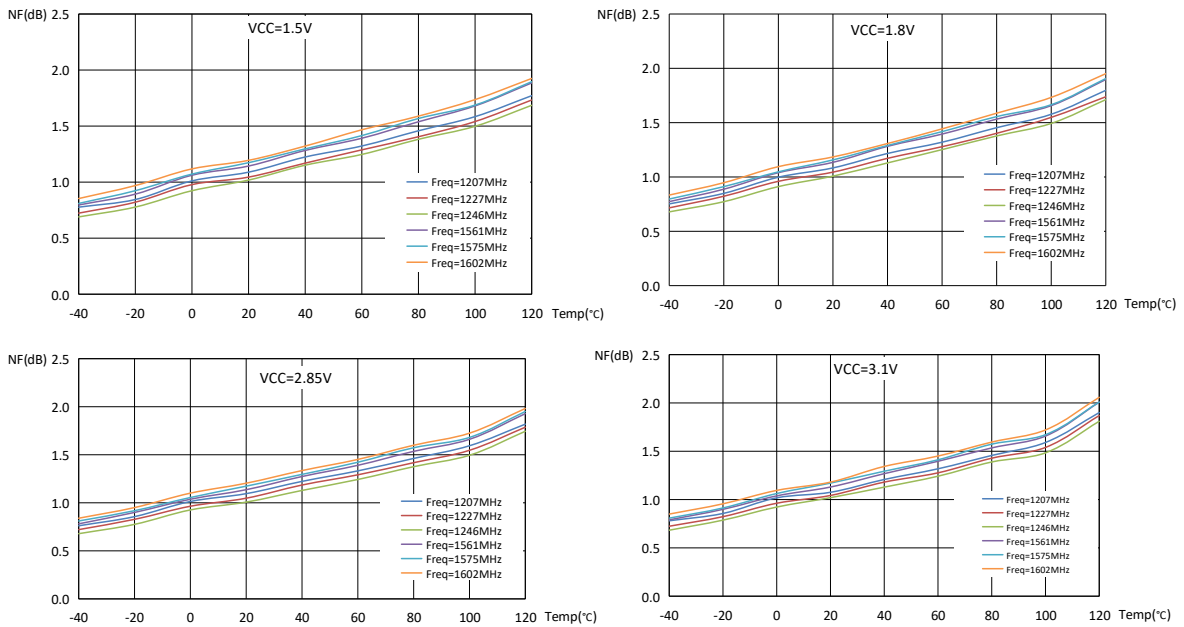 NF(dB)
VCC=1.5V
2.5
2.0
1.5
1.0
0.5
0.0
Freq=1207MHz
Freq=1227MHz
Freq=1246MHz
Freq=1561MHz
Freq=1575MHz
Freq=1602MHz
-40 -20 0 20 40 60 80 100 120 Temp(℃)
NF(dB)
VCC=1.8V
2.5
2.0
1.5
1.0
0.5
0.0
Freq=1207MHz
Freq=1227MHz
Freq=1246MHz
Freq=1561MHz
Freq=1575MHz
Freq=1602MHz
-40 -20 0 20 40 60 80 100 120 Temp(℃)
NF(dB)
VCC=2.85V
2.5
2.0
1.5
1.0
0.5
0.0
Freq=1207MHz
Freq=1227MHz
Freq=1246MHz
Freq=1561MHz
Freq=1575MHz
Freq=1602MHz
-40 -20 0 20 40 60 80 100 120 Temp(℃)
NF(dB)
VCC=3.1V
2.5
2.0
1.5
1.0
0.5
0.0
Freq=1207MHz
Freq=1227MHz
Freq=1246MHz
Freq=1561MHz
Freq=1575MHz
Freq=1602MHz
-40 -20 0 20 40 60 80 100 120 Temp(℃)